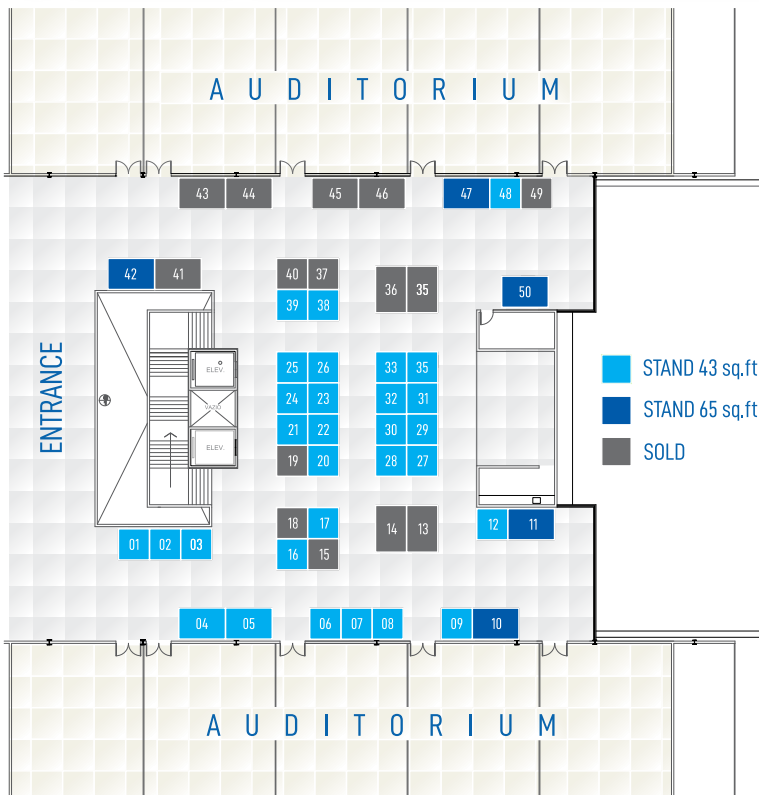 AUDITORIUM
43 44 45 46 47 48 49
42 41 40 37 36 35 50
39 38
ENTRANCE
ELEV.
25 26 33 35
STAND 43 sq.ft
24 23 32 31
VAZIO
STAND 65 sq.ft
21 22 30 29
ELEV.
SOLD
19 20 28 27
18 17 14 13 12 11
01 02 03 16 15
04 05 06 07 08 09 10
AUDITORIUM